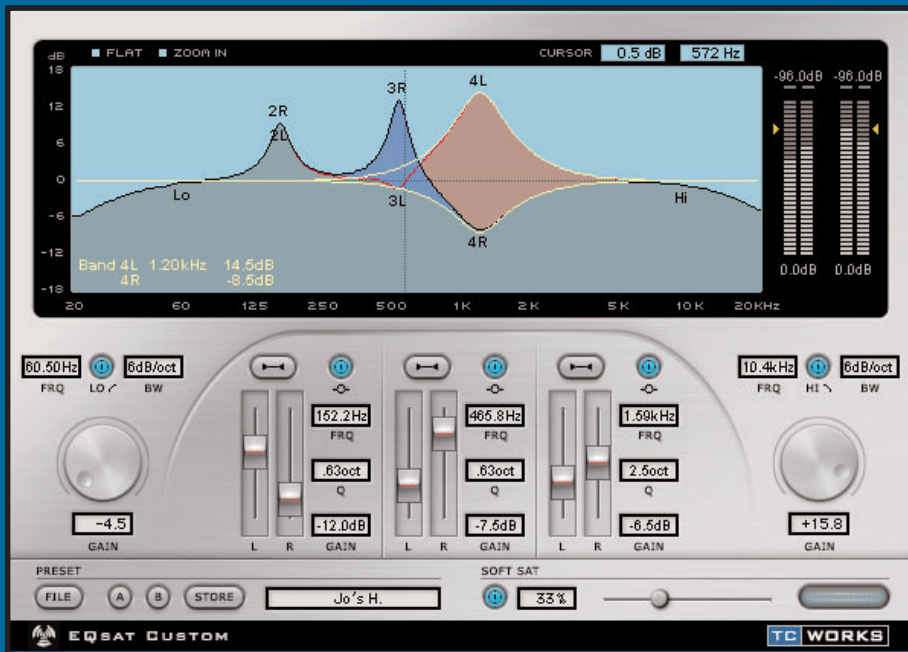 dB FLAT ZOOM IN CURSOR 0.5 dB 572 Hz
18
12
6
0
-6
-12
-18
-96.0dB -96.0dB
2R
2L
3R
4L
Lo
3L
Hi
4R
Band 4L 1.20kHz 14.5dB
4R -8.5dB
0.0dB 0.0dB
20 60 125 250 500 1K 2K 5K 10K 20KHz
60.50Hz 6dB/oct
FRQ LO BW
152.2Hz
FRQ
.63oct
Q
-12.0dB
L R GAIN
465.8Hz
FRQ
.63oct
Q
-7.5dB
L R GAIN
1.59kHz
FRQ
2.5oct
Q
-6.5dB
L R GAIN
10.4kHz 6dB/oct
FRQ HI BW
-4.5
GAIN
+15.8
GAIN
PRESET
FILE A B STORE Jo's H.
SOFT SAT
33%
EQSAT CUSTOM
TC WORKS